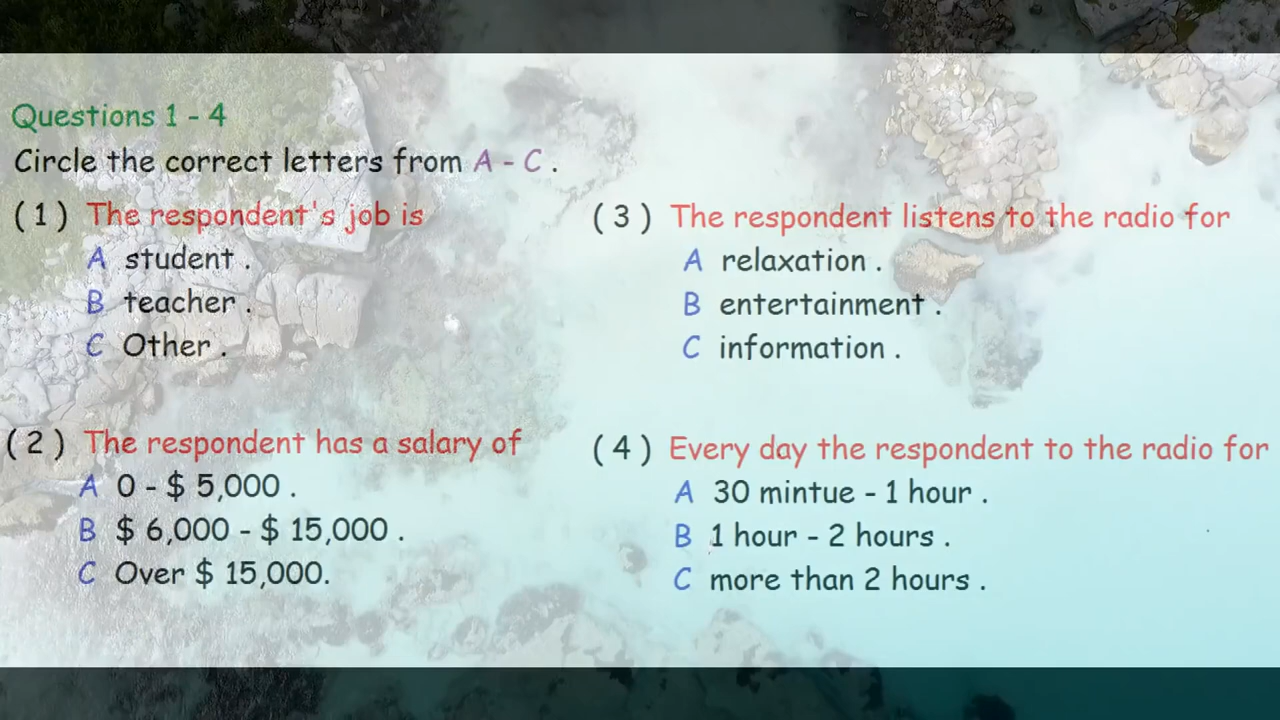 Questions 1 - 4
Circle the correct letters from A - C .
( 1 ) The respondent's job is
A student .
B teacher .
C Other .
( 2 ) The respondent has a salary of
A 0 - $ 5,000 .
B $ 6,000 - $ 15,000 .
C Over $ 15,000.
( 3 ) The respondent listens to the radio for
A relaxation .
B entertainment .
C information .
( 4 ) Every day the respondent to the radio for
A 30 mintue - 1 hour .
B 1 hour - 2 hours .
C more than 2 hours .